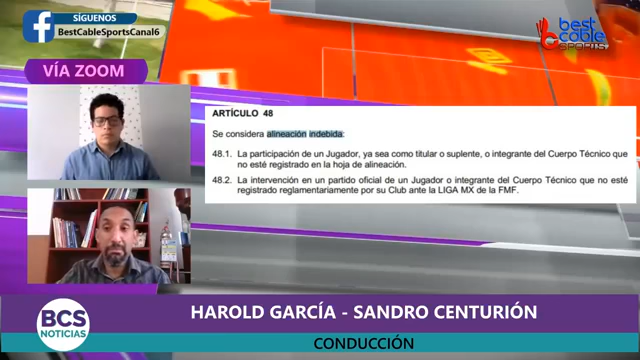 SÍGUENOS
BestCableSportsCanal6
best
cable
SPORTS
VÍA ZOOM
ARTÍCULO 48
Se considera alineación indebida:
48.1. La participación de un Jugador, ya sea como titular o suplente, o integrante del Cuerpo Técnico que
no esté registrado en la hoja de alineación.
48.2. La intervención en un partido oficial de un Jugador o integrante del Cuerpo Técnico que no esté
registrado reglamentariamente por su Club ante la LIGA MX de la FMF.
BCS
NOTICIAS
HAROLD GARCÍA - SANDRO CENTURIÓN
CONDUCCIÓN